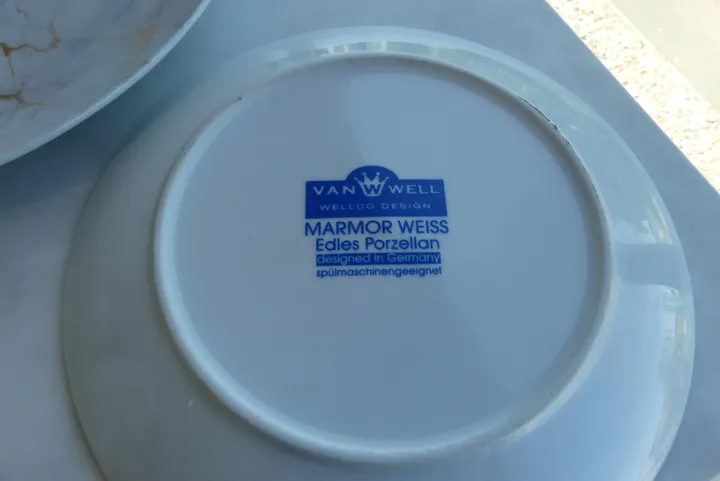 VAN W WELL
WELLCO DESIGN
MARMOR WEISS
Edles Porzellan
designed in Germany
spülmaschinengeeignet